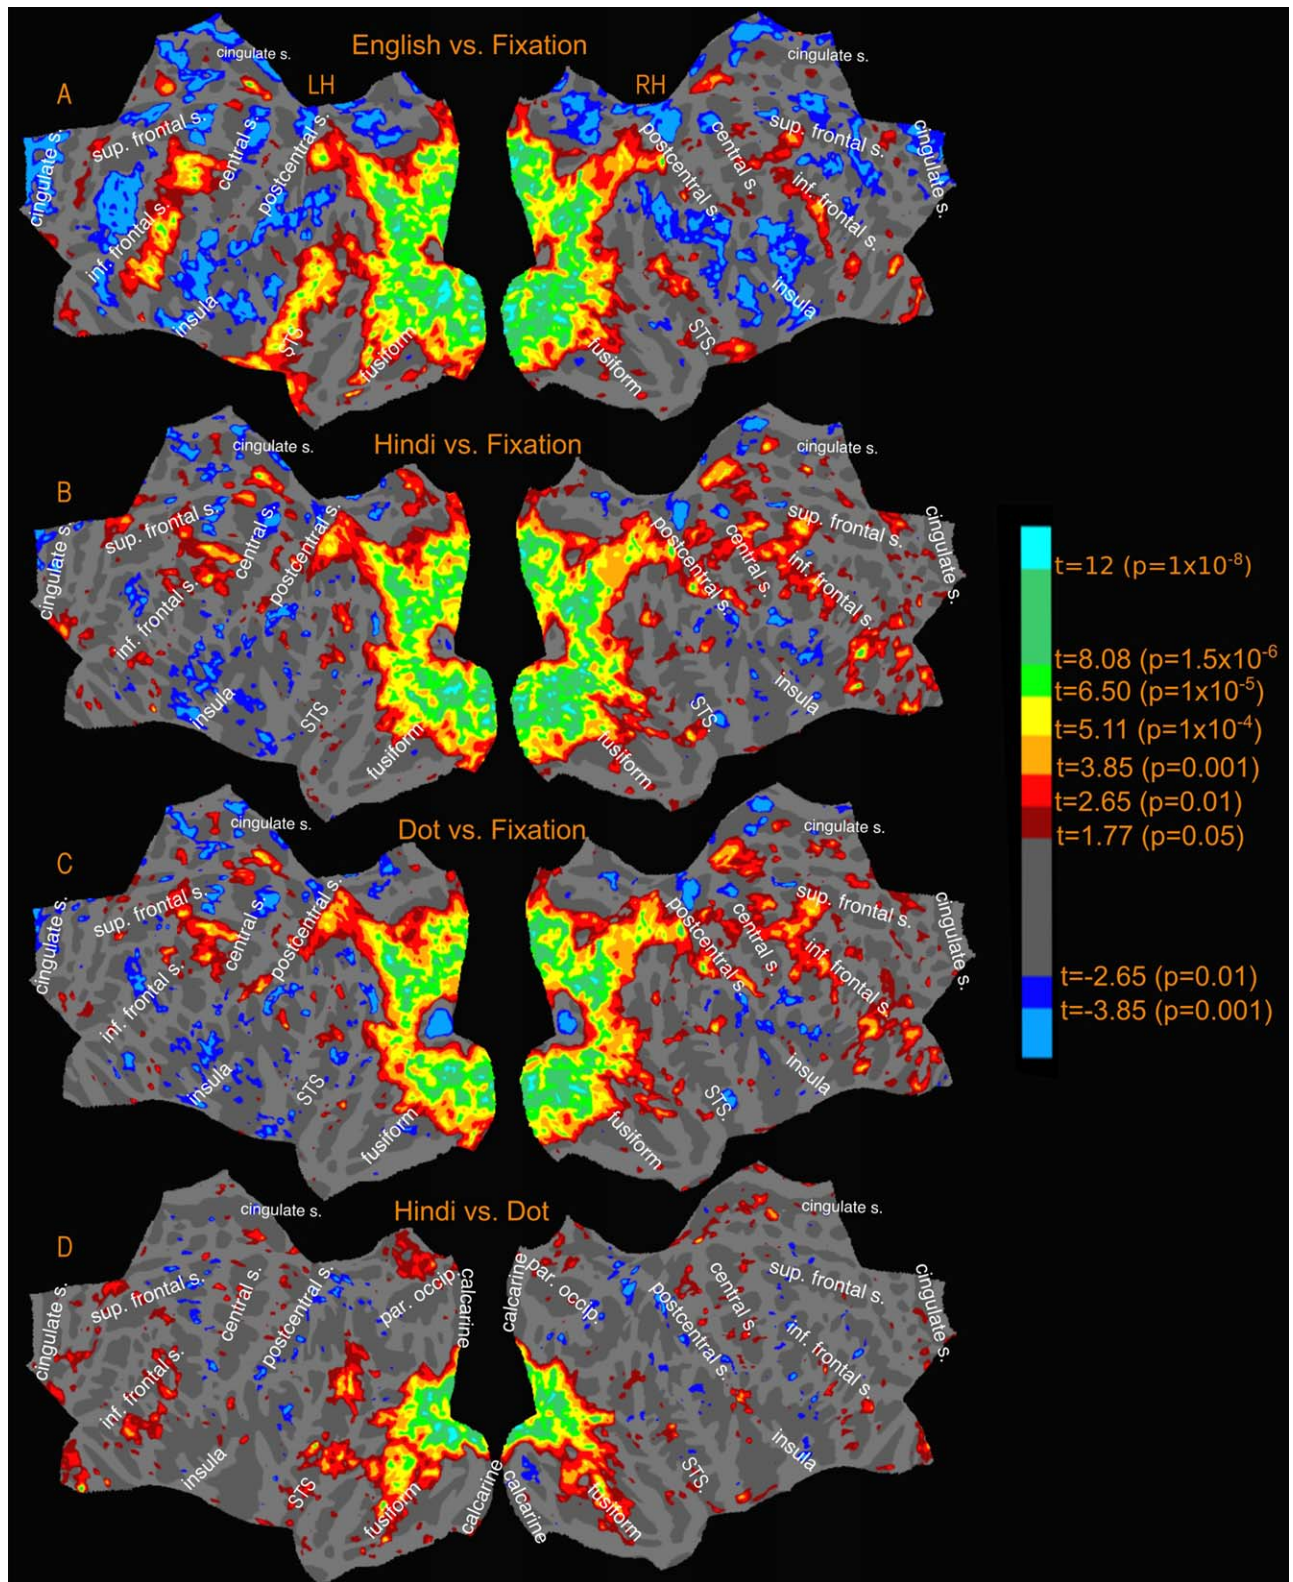 English vs. Fixation
A
LH
RH
cingulate s.
cingulate s.
cingulate s.
sup. frontal s.
central s.
postcentral s.
inf. frontal s.
insula
STS
fusiform
postcentral s.
central s.
sup. frontal s.
cingulate s.
inf. frontal s.
insula
STS.
fusiform
Hindi vs. Fixation
B
cingulate s.
cingulate s.
cingulate s.
sup. frontal s.
central s.
postcentral s.
inf. frontal s.
insula
STS
fusiform
postcentral s.
central s.
sup. frontal s.
cingulate s.
inf. frontal s.
insula
STS.
fusiform
t=12 (p=1x10-8)
t=8.08 (p=1.5x10-6
t=6.50 (p=1x10-5)
t=5.11 (p=1x10-4)
t=3.85 (p=0.001)
t=2.65 (p=0.01)
t=1.77 (p=0.05)
t=-2.65 (p=0.01)
t=-3.85 (p=0.001)
Dot vs. Fixation
C
cingulate s.
cingulate s.
cingulate s.
sup. frontal s.
central s.
postcentral s.
inf. frontal s.
insula
STS
fusiform
postcentral s.
central s.
sup. frontal s.
cingulate s.
inf. frontal s.
insula
STS.
fusiform
Hindi vs. Dot
D
cingulate s.
cingulate s.
cingulate s.
sup. frontal s.
central s.
postcentral s.
par. occip.
calcarine
inf. frontal s.
insula
STS
fusiform
calcarine
calcarine
par. occip.
postcentral s.
central s.
sup. frontal s.
cingulate s.
inf. frontal s.
insula
STS.
fusiform
calcarine